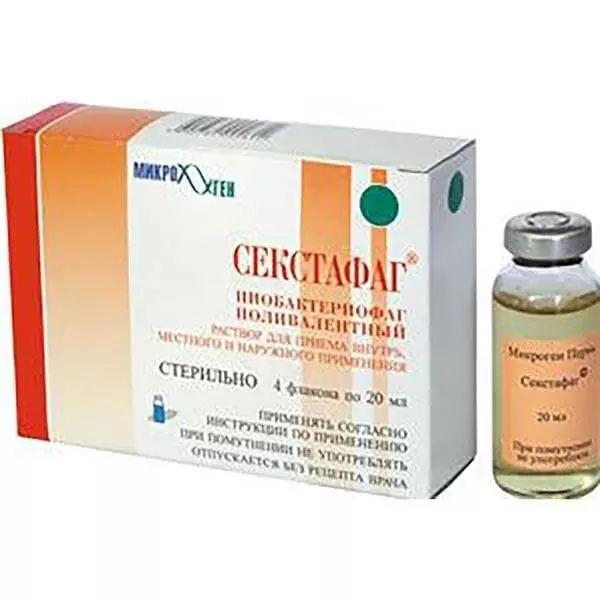 МИКРОГЕН
СЕКСТАФАГ®
ПИОБАКТЕРИОФАГ
ПОЛИВАЛЕНТНЫЙ
РАСТВОР ДЛЯ ПРИЕМА ВНУТРЬ,
МЕСТНОГО И НАРУЖНОГО ПРИМЕНЕНИЯ
СТЕРИЛЬНО 4 флакона по 20 мл
ПРИМЕНЯТЬ СОГЛАСНО
ИНСТРУКЦИИ ПО ПРИМЕНЕНИЮ
ПРИ ПОМУТНЕНИИ НЕ УПОТРЕБЛЯТЬ
ОТПУСКАЕТСЯ БЕЗ РЕЦЕПТА ВРАЧА
Микроген Пермь
Секстафаг®
20 мл
При помутнении
не употреблять